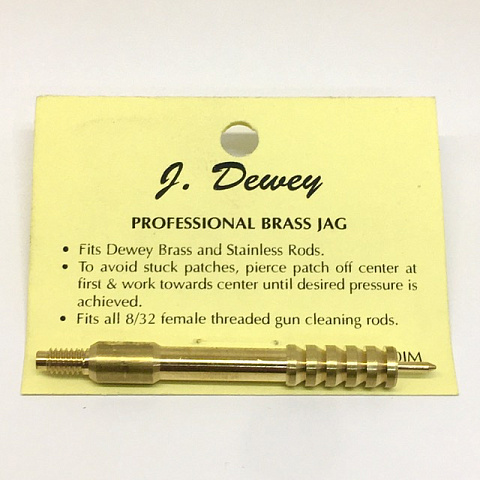 J. Dewey
PROFESSIONAL BRASS JAG
• Fits Dewey Brass and Stainless Rods.
• To avoid stuck patches, pierce patch off center at
first & work towards center until desired pressure is
achieved.
• Fits all 8/32 female threaded gun cleaning rods.